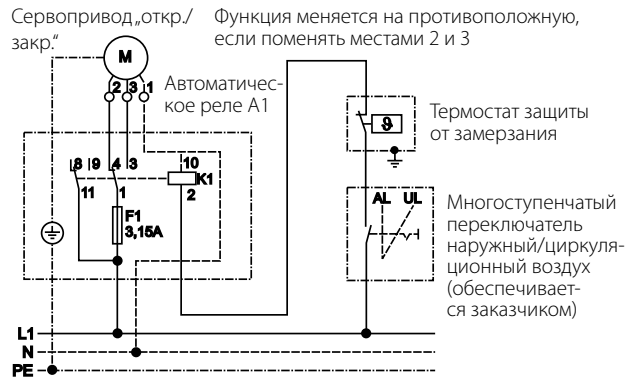 Сервопривод „откр./
закр.“
Функция меняется на противоположную,
если поменять местами 2 и 3
M
2 3 1
Автоматичес-
кое реле A1
Термостат защиты
от замерзания
ϑ
8 9 4 3 10
11 1 K1
2
F1
3,15A
AL UL
Многоступенчатый
переключатель
наружный/циркуля-
ционный воздух
(обеспечивает-
ся заказчиком)
L1
N
PE